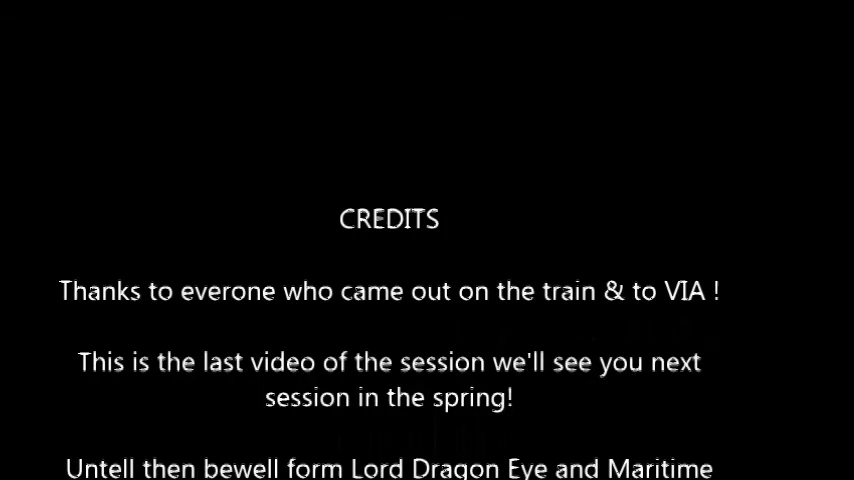 CREDITS
Thanks to everone who came out on the train & to VIA !
This is the last video of the session we'll see you next
session in the spring!
Untell then bewell form Lord Dragon Eye and Maritime